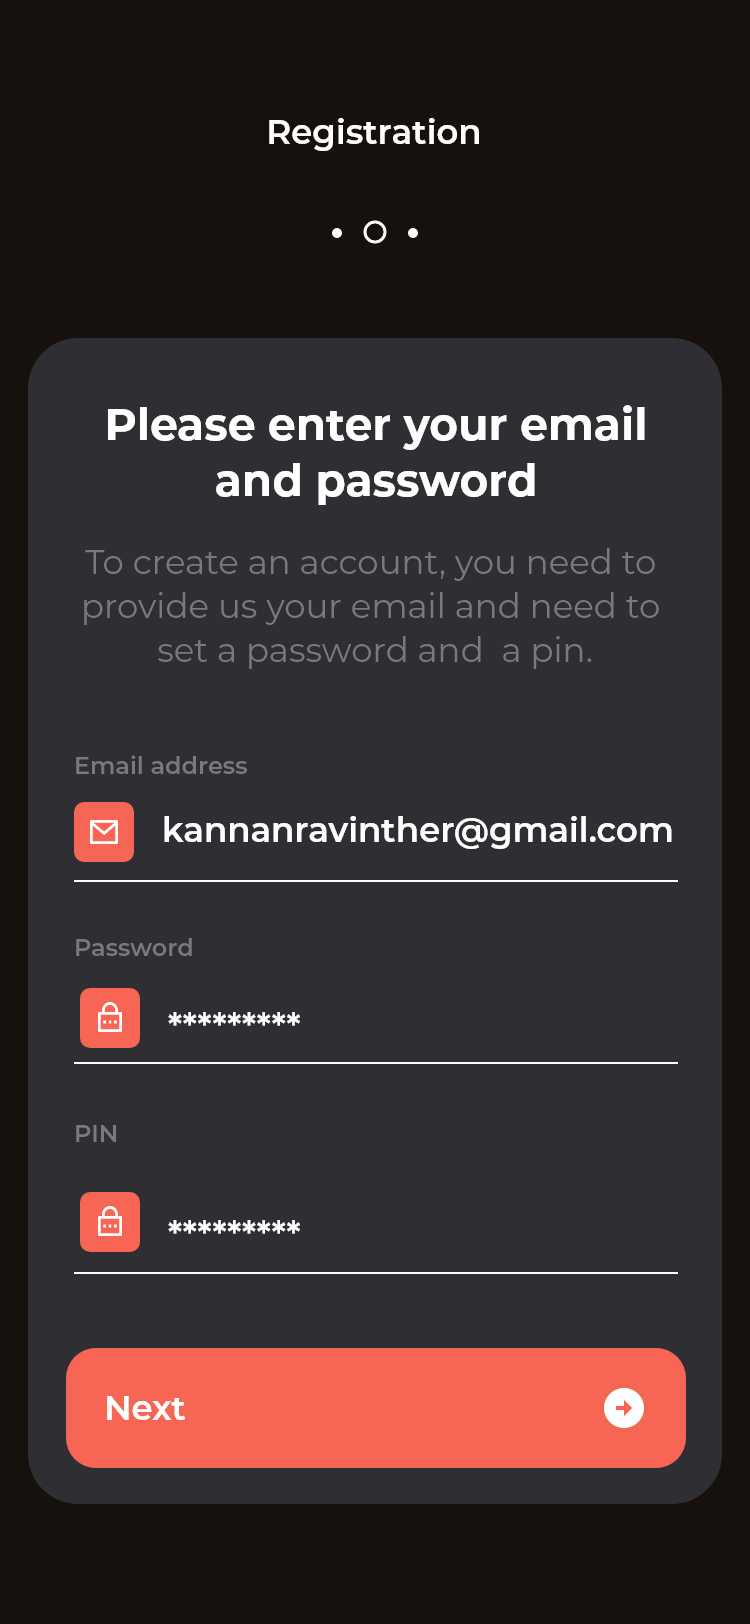 Registration
Please enter your email
and password
To create an account, you need to
provide us your email and need to
set a password and  a pin.
Email address
kannanravinther@gmail.com
Password
*********
PIN
*********
Next